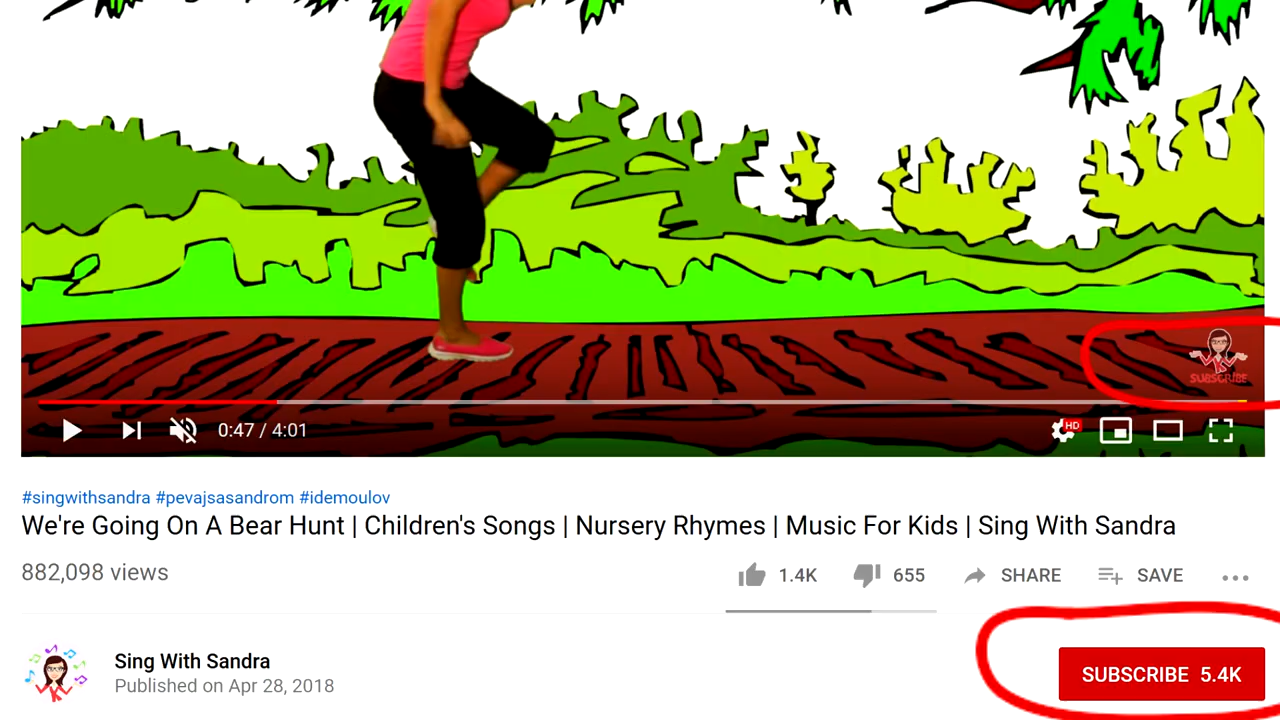 SUBSCRIBE
HD
0:47 / 4:01
#singwithsandra #pevajsasandrom #idemoulov
We're Going On A Bear Hunt | Children's Songs | Nursery Rhymes | Music For Kids | Sing With Sandra
882,098 views
1.4K 655 SHARE SAVE
Sing With Sandra
Published on Apr 28, 2018
SUBSCRIBE 5.4K